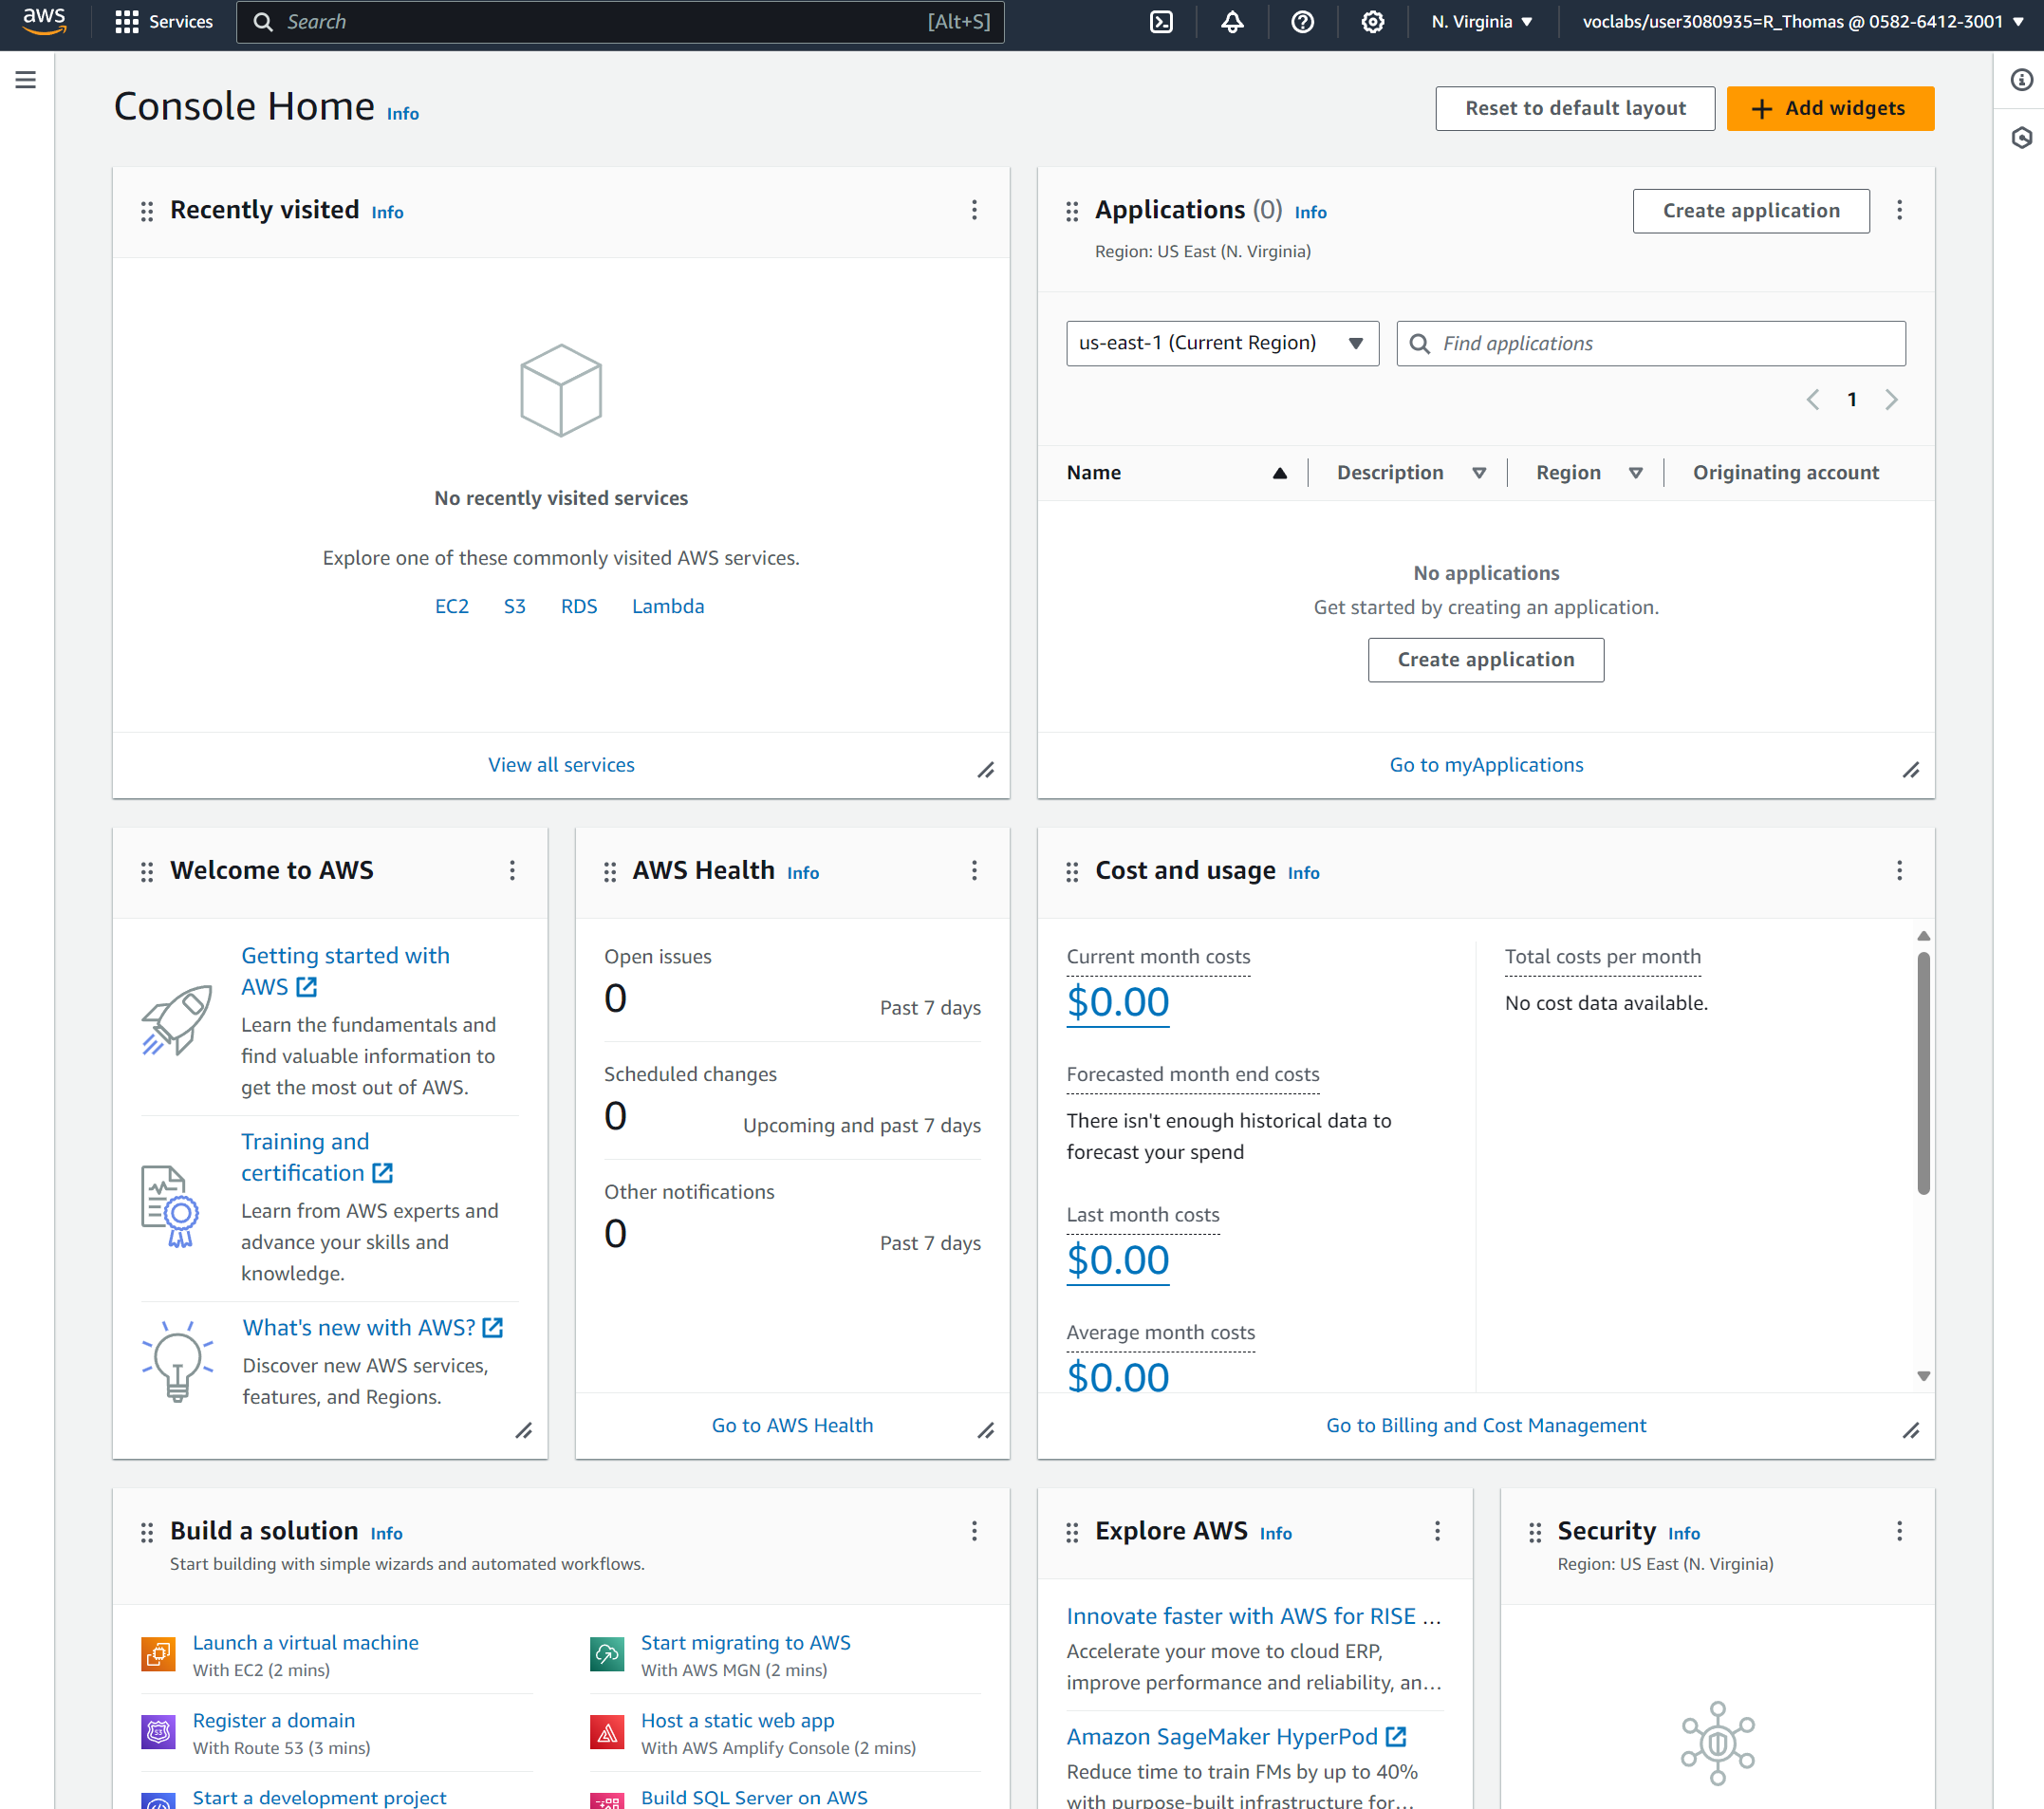 aws
Services
Search
[Alt+S]
N. Virginia
voclabs/user3080935=R_Thomas @ 0582-6412-3001
Console Home Info
Reset to default layout
Add widgets
Recently visited Info
No recently visited services
Explore one of these commonly visited AWS services.
EC2 S3 RDS Lambda
View all services
Applications (0) Info
Region: US East (N. Virginia)
Create application
us-east-1 (Current Region)
Find applications
1
Name Description Region Originating account
No applications
Get started by creating an application.
Create application
Go to myApplications
Welcome to AWS
Getting started with
AWS
Learn the fundamentals and
find valuable information to
get the most out of AWS.
Training and
certification
Learn from AWS experts and
advance your skills and
knowledge.
What's new with AWS?
Discover new AWS services,
features, and Regions.
AWS Health Info
Open issues
0
Past 7 days
Scheduled changes
0
Upcoming and past 7 days
Other notifications
0
Past 7 days
Go to AWS Health
Cost and usage Info
Current month costs
$0.00
Forecasted month end costs
There isn't enough historical data to
forecast your spend
Last month costs
$0.00
Average month costs
$0.00
Total costs per month
No cost data available.
Go to Billing and Cost Management
Build a solution Info
Start building with simple wizards and automated workflows.
Launch a virtual machine
With EC2 (2 mins)
Start migrating to AWS
With AWS MGN (2 mins)
Register a domain
With Route 53 (3 mins)
Host a static web app
With AWS Amplify Console (2 mins)
Start a development project
Build SQL Server on AWS
Explore AWS Info
Innovate faster with AWS for RISE ...
Accelerate your move to cloud ERP,
improve performance and reliability, an...
Amazon SageMaker HyperPod
Reduce time to train FMs by up to 40%
with purpose-built infrastructure for...
Security Info
Region: US East (N. Virginia)